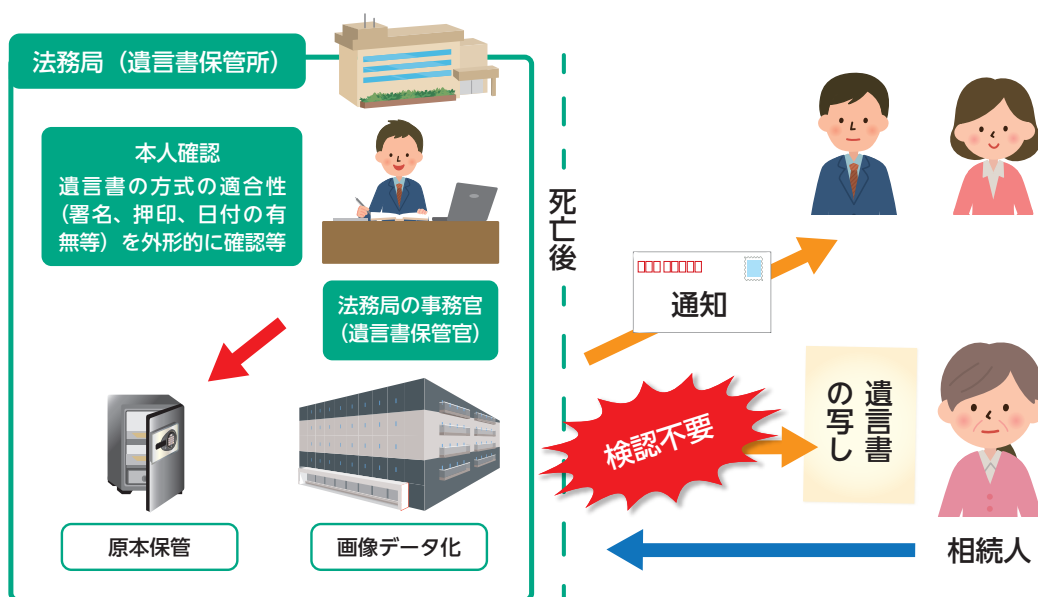 法務局（遺言書保管所）
本人確認
遺言書の方式の適合性
（署名、押印、日付の有
無等）を外形的に確認等
法務局の事務官
（遺言書保管官）
原本保管
画像データ化
死亡後
通知
検認不要
遺言書
の写し
相続人